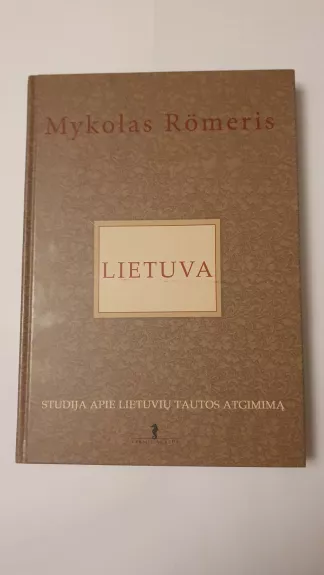 Mykolas Römeris
LIETUVA
STUDIJA APIE LIETUVIŲ TAUTOS ATGIMIMĄ